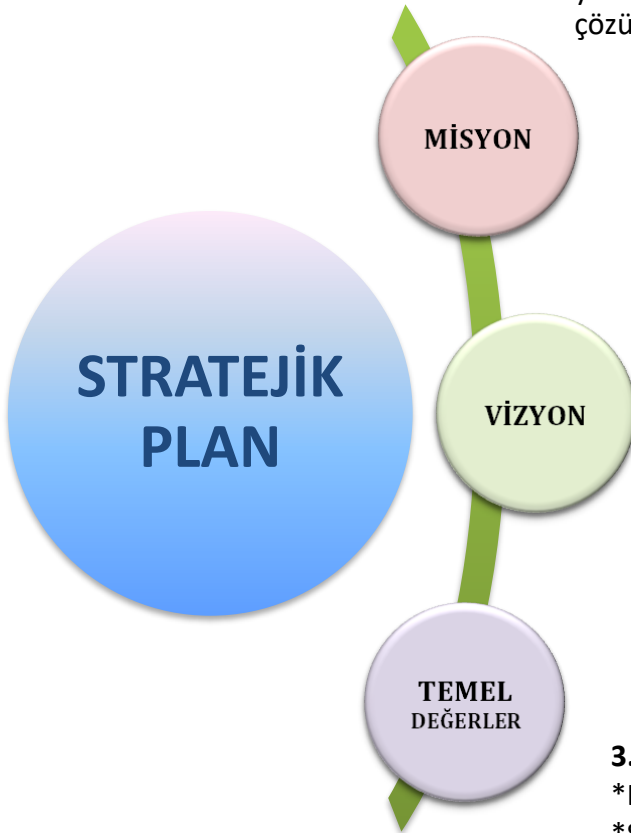 çözü
MİSYON
STRATEJİK
PLAN
VİZYON
TEMEL
DEĞERLER
3.